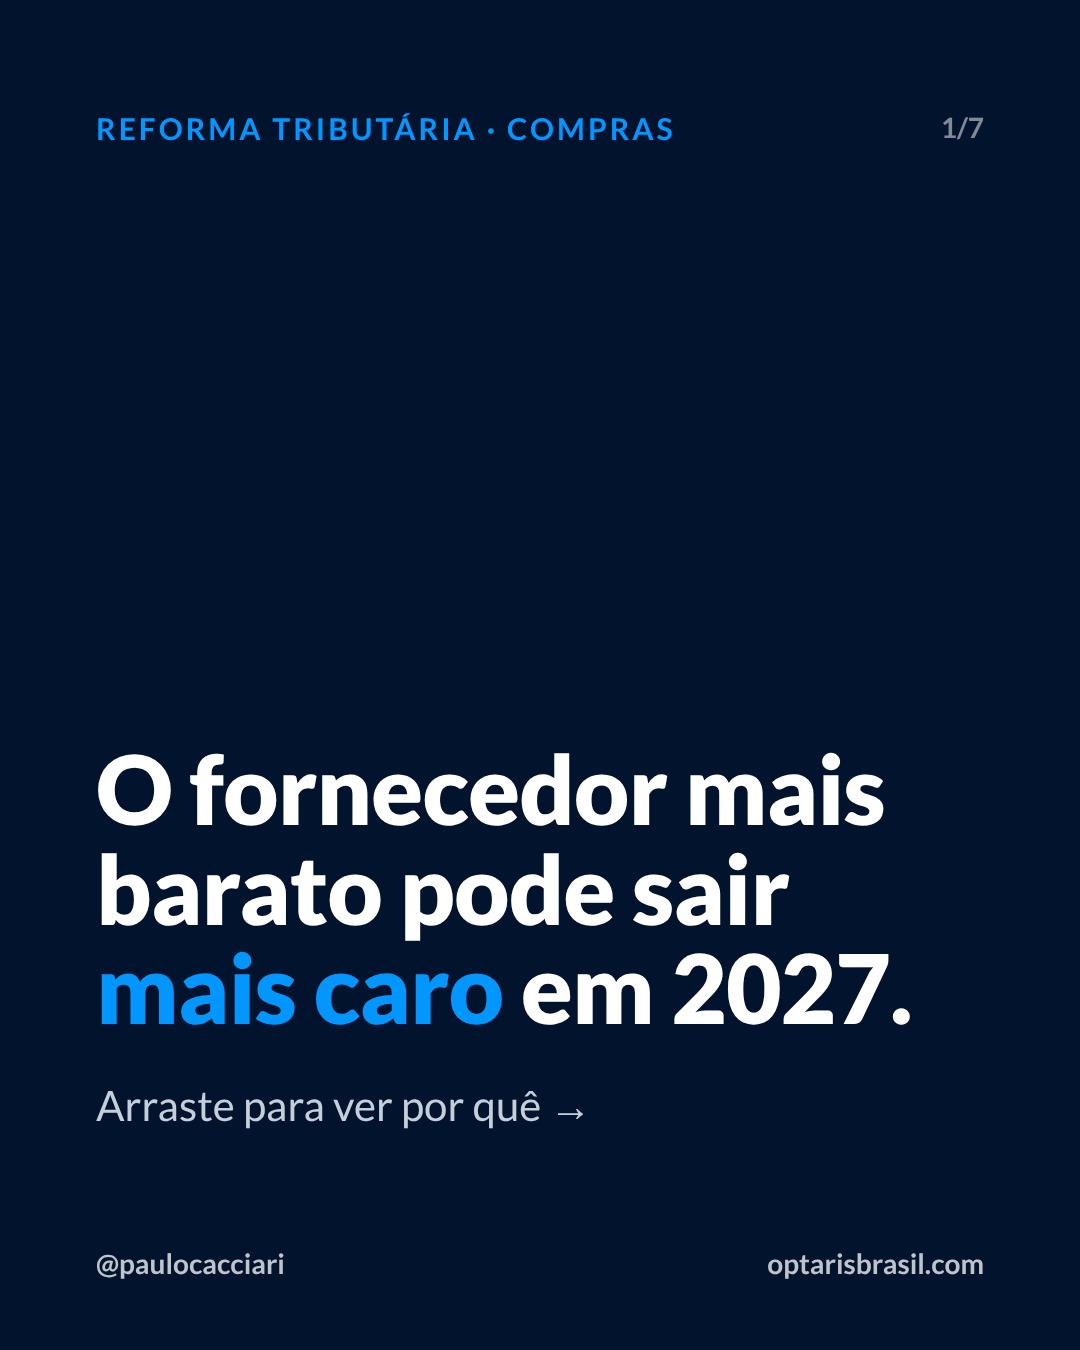 REFORMA TRIBUTÁRIA · COMPRAS
1/7
O fornecedor mais
barato pode sair
mais caro em 2027.
Arraste para ver por quê →
@paulocacciari
optarisbrasil.com